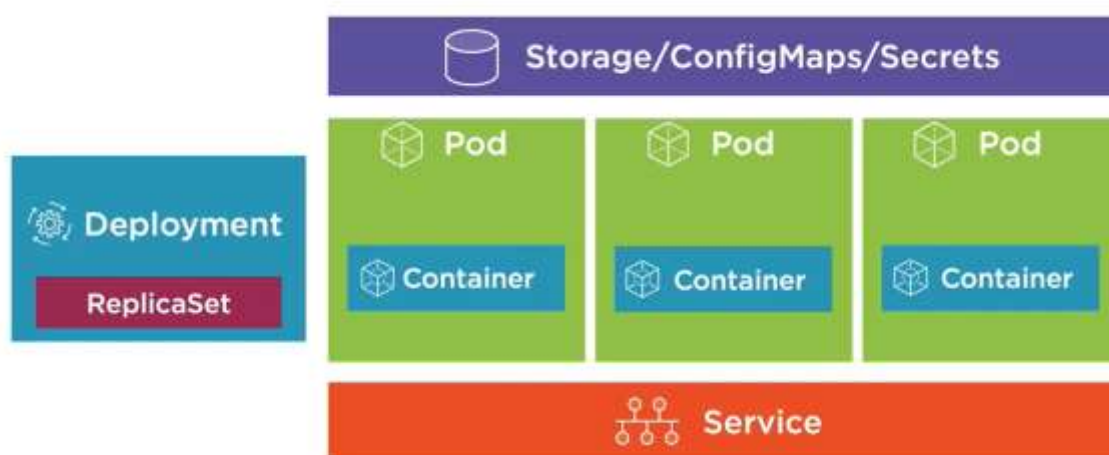 Storage/ConfigMaps/Secrets
Pod
Pod
Pod
Deployment
ReplicaSet
Container
Container
Container
Service